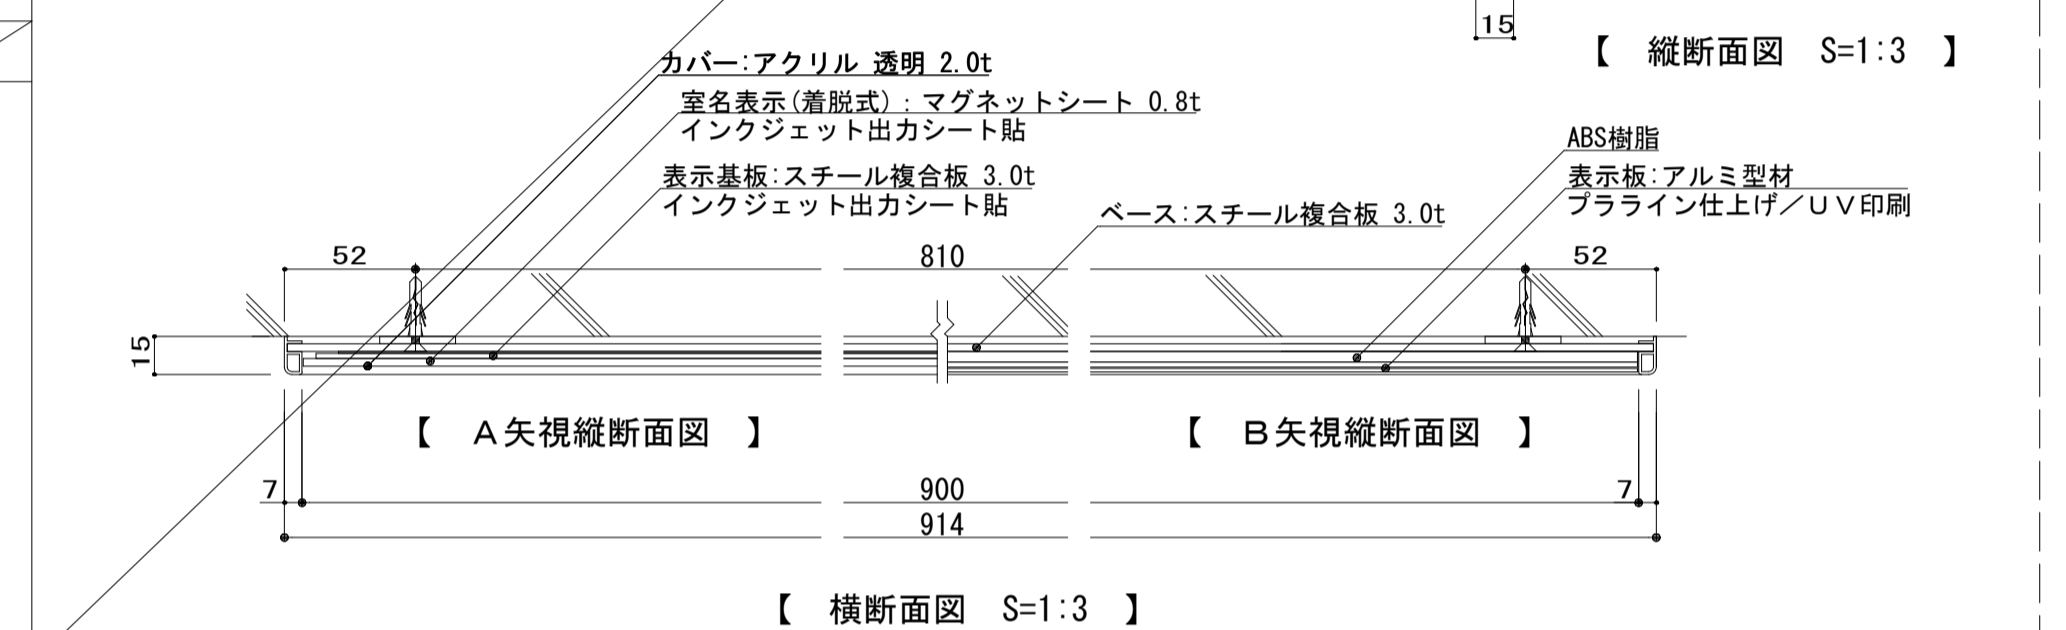 15
【 縦断面図 S=1:3 】
カバー:アクリル 透明 2.0t
室名表示(着脱式):マグネットシート 0.8t
インクジェット出力シート貼
表示基板:スチール複合板 3.0t
インクジェット出力シート貼
ベース:スチール複合板 3.0t
ABS樹脂
表示板:アルミ型材
プラライン仕上げ/UV印刷
52
810
52
15
【 A矢視縦断面図 】
【 B矢視縦断面図 】
7
900
7
914
【 横断面図 S=1:3 】